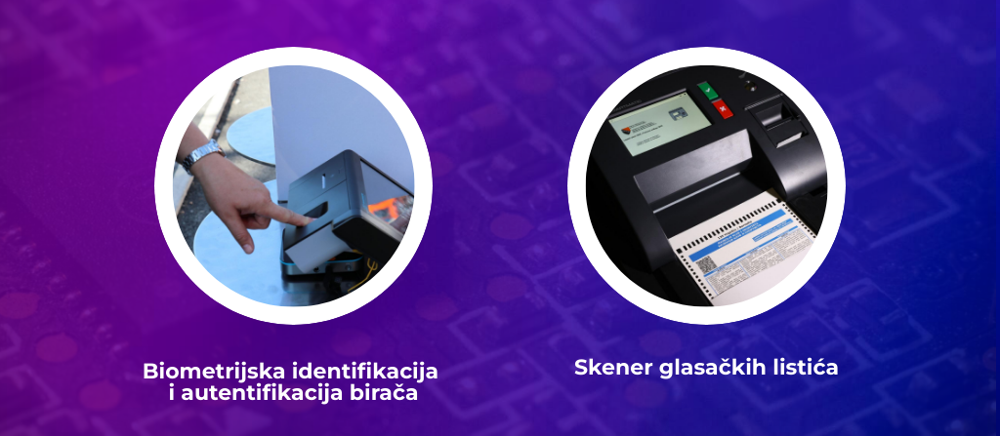 Biometrijska identifikacija
i autentifikacija birača
Skener glasačkih listića